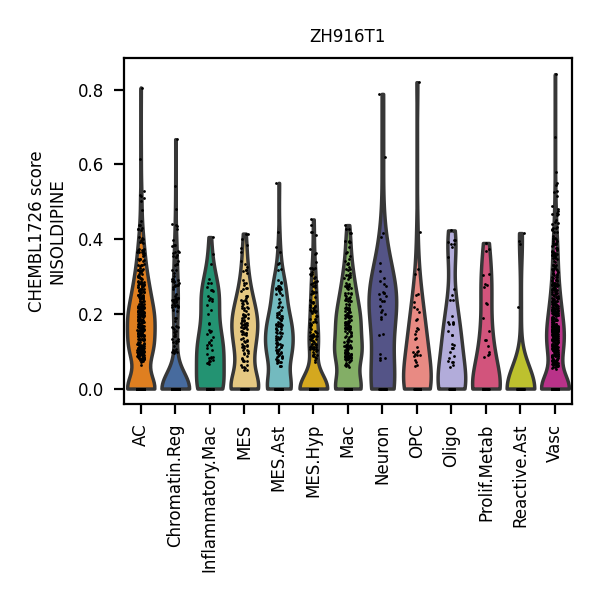 ZH916T1
CHEMBL1726 score
NISOLDIPINE
0.8
0.6
0.4
0.2
0.0
AC
Chromatin.Reg
Inflammatory.Mac
MES
MES.Ast
MES.Hyp
Mac
Neuron
OPC
Oligo
Prolif.Metab
Reactive.Ast
Vasc